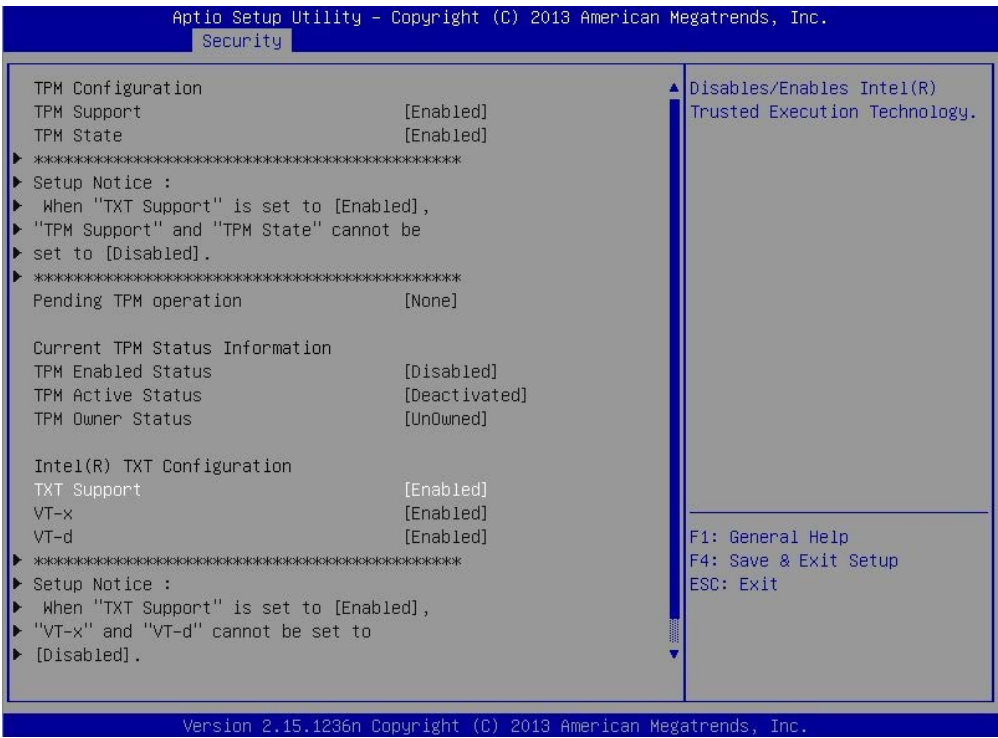 Aptio Setup Utility – Copyright (C) 2013 American Megatrends, Inc.
Security
TPM Configuration
TPM Support [Enabled]
TPM State [Enabled]
*******************************************
Setup Notice :
When "TXT Support" is set to [Enabled],
"TPM Support" and "TPM State" cannot be
set to [Disabled].
*******************************************
Pending TPM operation [None]
Current TPM Status Information
TPM Enabled Status [Disabled]
TPM Active Status [Deactivated]
TPM Owner Status [UnOwned]
Intel(R) TXT Configuration
TXT Support [Enabled]
VT-x [Enabled]
VT-d [Enabled]
*******************************************
Setup Notice :
When "TXT Support" is set to [Enabled],
"VT-x" and "VT-d" cannot be set to
[Disabled].
Disables/Enables Intel(R)
Trusted Execution Technology.
F1: General Help
F4: Save & Exit Setup
ESC: Exit
Version 2.15.1236n Copyright (C) 2013 American Megatrends, Inc.